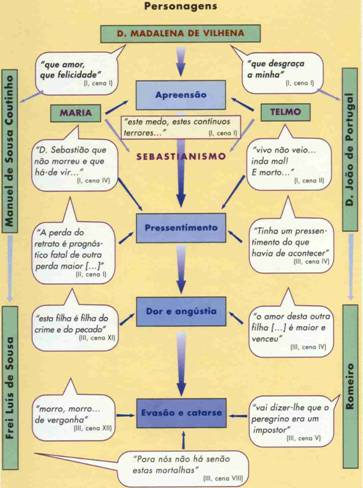 Personagens
D. MADALENA DE VILHENA
"que amor,
que felicidade"
(I, cena I)
"que desgraça
a minha"
(I, cena I)
Apreensão
MARIA
TELMO
"este medo, estes contínuos
terrores..."
(I, cena I)
SEBASTIANISMO
"D. Sebastião que
não morreu e que
há-de vir..."
(I, cena IV)
"vivo não veio...
inda mal!
E morto..."
(I, cena II)
Manuel de Sousa Coutinho
D. João de Portugal
Pressentimento
"A perda do
retrato é prognós-
tico fatal de outra
perda maior [...]"
(II, cena I)
"Tinha um pressen-
timento do que
havia de acontecer"
(III, cena IV)
Dor e angústia
"esta filha é filha do
crime e do pecado"
(III, cena XI)
"o amor desta outra
filha [...] é maior e
venceu"
(III, cena IV)
Frei Luís de Sousa
Romeiro
Evasão e catarse
"morro, morro...
de vergonha"
(III, cena XII)
"vai dizer-lhe que o
peregrino era um
impostor"
(III, cena V)
"Para nós não há senão
estas mortalhas"
(III, cena VIII)